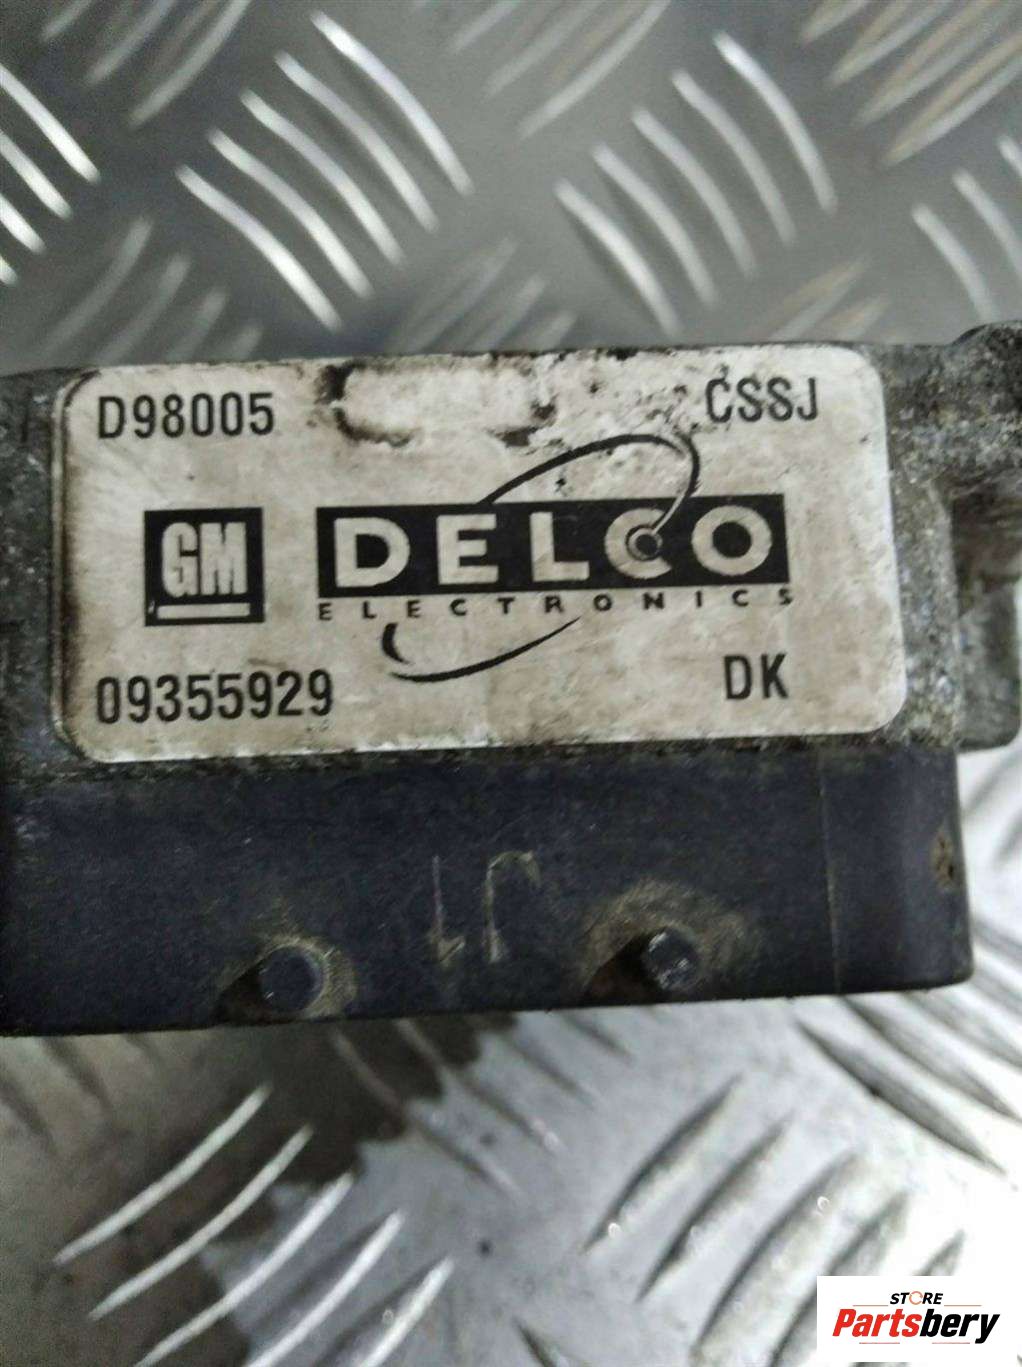 D98005 CSSJ
GM DELCO
ELECTRONICS
09355929 DK
STORE
Partsbery